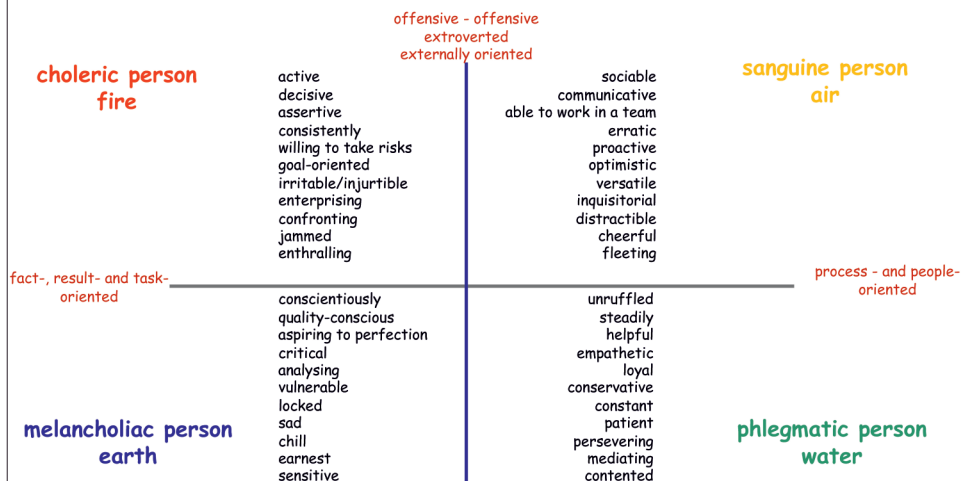 offensive - offensive
extroverted
externally oriented
choleric person
fire
active
decisive
assertive
consistently
willing to take risks
goal-oriented
irritable/injurtible
enterprising
confronting
jammed
enthralling
sociable
communicative
able to work in a team
erratic
proactive
optimistic
versatile
inquisitorial
distractible
cheerful
fleeting
sanguine person
air
fact-, result- and task-
oriented
process - and people-
oriented
melancholiac person
earth
conscientiously
quality-conscious
aspiring to perfection
critical
analysing
vulnerable
locked
sad
chill
earnest
sensitive
unruffled
steadily
helpful
empathetic
loyal
conservative
constant
patient
persevering
mediating
contented
phlegmatic person
water